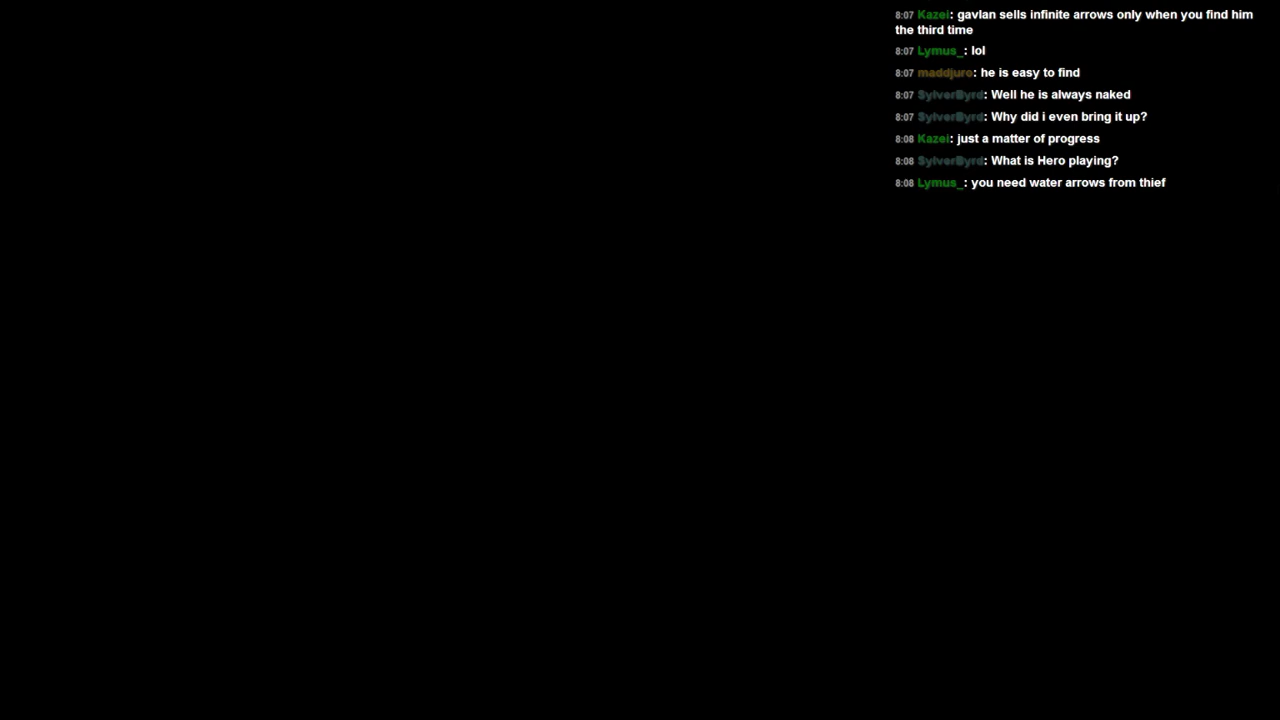 8:07 Kazei: gavlan sells infinite arrows only when you find him
the third time
8:07 Lymus_: lol
8:07 maddjuro: he is easy to find
8:07 SylverByrd: Well he is always naked
8:07 SylverByrd: Why did i even bring it up?
8:08 Kazei: just a matter of progress
8:08 SylverByrd: What is Hero playing?
8:08 Lymus_: you need water arrows from thief